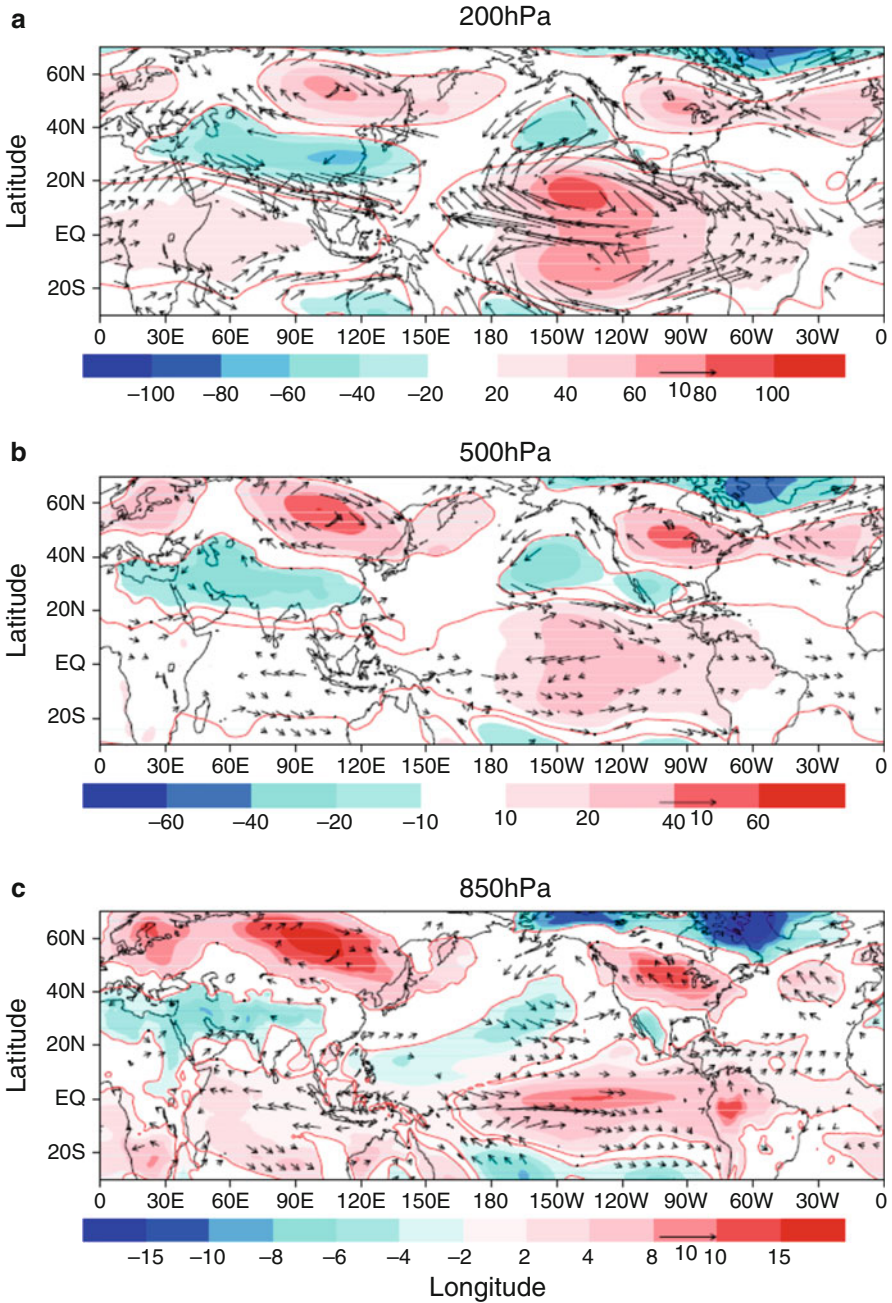 a
200hPa
Latitude
60N
40N
20N
EQ
20S
0 30E 60E 90E 120E 150E 180 150W 120W 90W 60W 30W 0
−100 −80 −60 −40 −20 20 40 60 10 80 100
b
500hPa
Latitude
60N
40N
20N
EQ
20S
0 30E 60E 90E 120E 150E 180 150W 120W 90W 60W 30W 0
−60 −40 −20 −10 10 20 40 10 60
c
850hPa
Latitude
60N
40N
20N
EQ
20S
0 30E 60E 90E 120E 150E 180 150W 120W 90W 60W 30W 0
−15 −10 −8 −6 −4 −2 2 4 8 10 10 15
Longitude